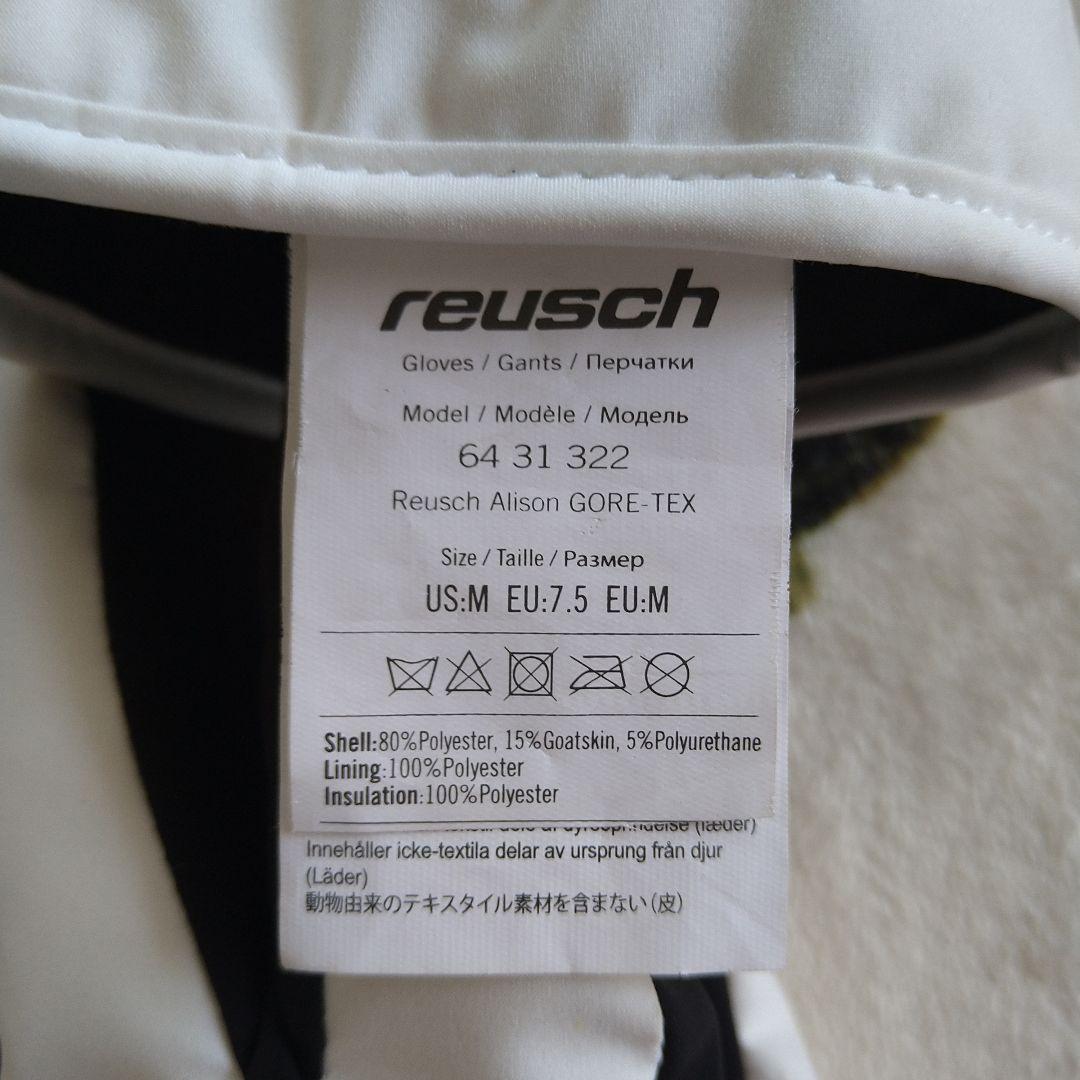 reusch
Gloves / Gants / Перчатки
Model / Modèle / Модель
64 31 322
Reusch Alison GORE-TEX
Size / Taille / Размер
US:M EU:7.5 EU:M
Shell:80%Polyester, 15%Goatskin, 5%Polyurethane
Lining:100%Polyester
Insulation:100%Polyester
(læder)
Innehåller icke-textila delar av ursprung från djur
(Läder)
動物由来のテキスタイル素材を含まない(皮)